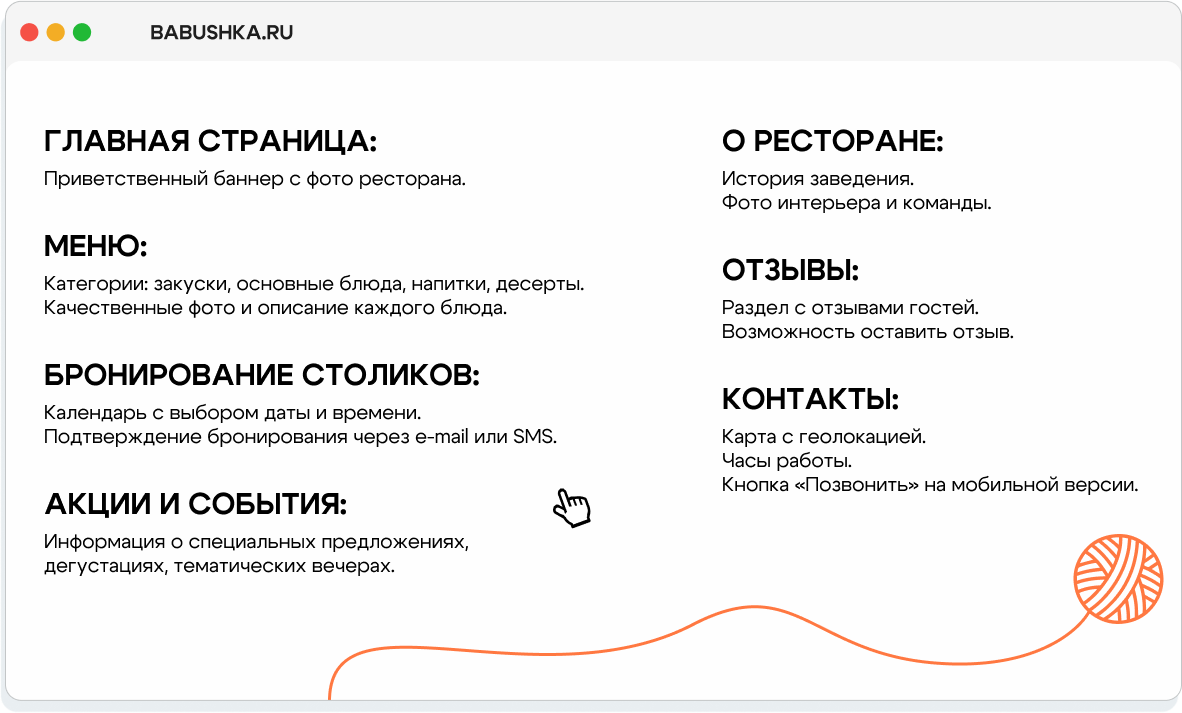 BABUSHKA.RU
ГЛАВНАЯ СТРАНИЦА:
Приветственный баннер с фото ресторана.
МЕНЮ:
Категории: закуски, основные блюда, напитки, десерты.
Качественные фото и описание каждого блюда.
БРОНИРОВАНИЕ СТОЛИКОВ:
Календарь с выбором даты и времени.
Подтверждение бронирования через e-mail или SMS.
АКЦИИ И СОБЫТИЯ:
Информация о специальных предложениях,
дегустациях, тематических вечерах.
О РЕСТОРАНЕ:
История заведения.
Фото интерьера и команды.
ОТЗЫВЫ:
Раздел с отзывами гостей.
Возможность оставить отзыв.
КОНТАКТЫ:
Карта с геолокацией.
Часы работы.
Кнопка «Позвонить» на мобильной версии.